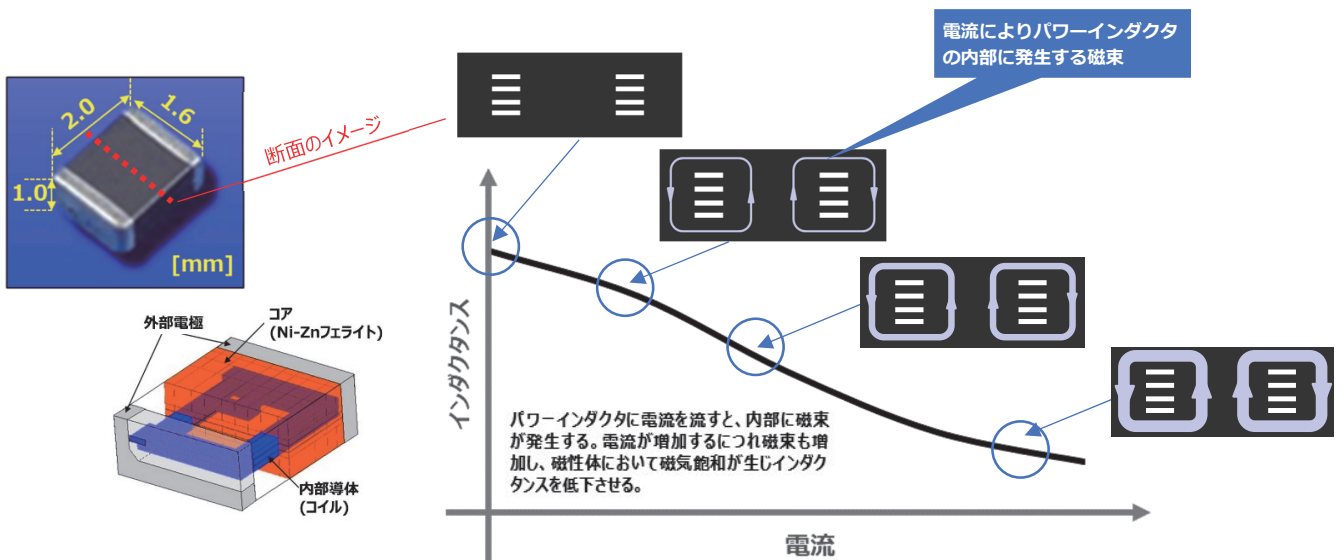 電流によりパワーインダクタ
の内部に発生する磁束
2.0
1.6
1.0
[mm]
断面のイメージ
外部電極
コア
(Ni-Znフェライト)
内部導体
(コイル)
インダクタンス
パワーインダクタに電流を流すと、内部に磁束
が発生する。電流が増加するにつれ磁束も増
加し、磁性体において磁気飽和が生じインダク
タンスを低下させる。
電流